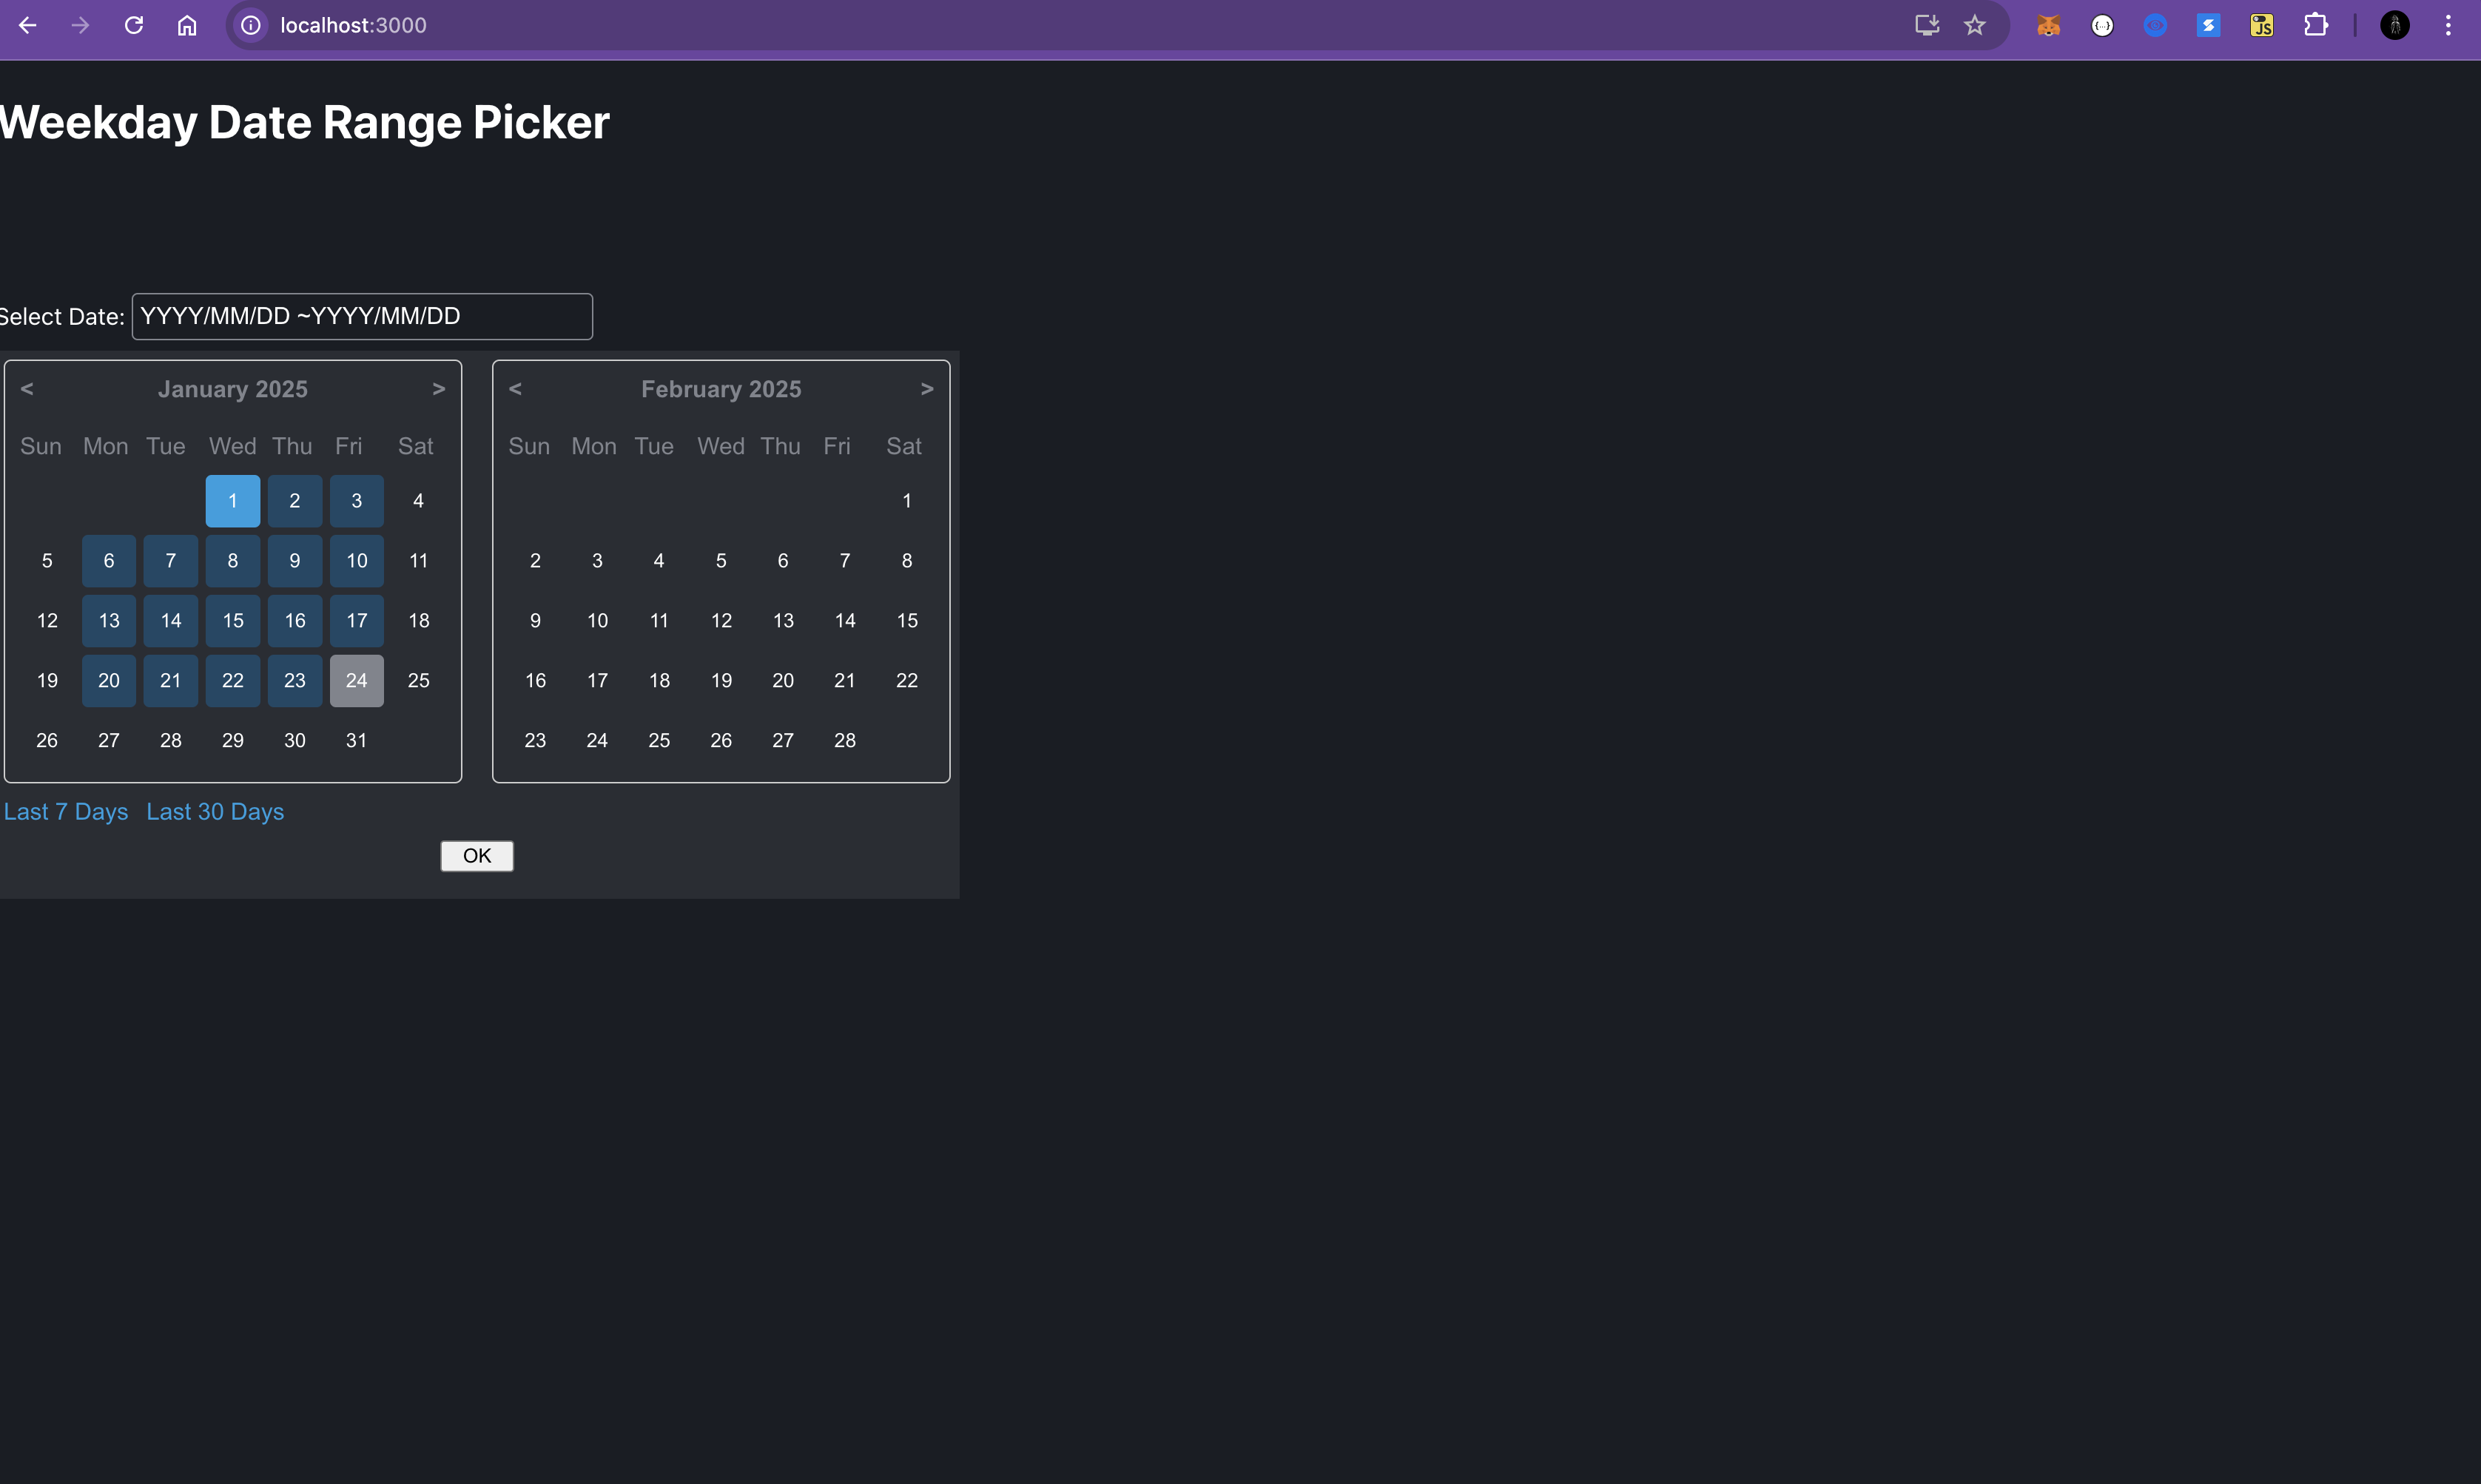 localhost:3000
Weekday Date Range Picker
Select Date: YYYY/MM/DD ~YYYY/MM/DD
< January 2025 >
Sun Mon Tue Wed Thu Fri Sat
1 2 3 4
5 6 7 8 9 10 11
12 13 14 15 16 17 18
19 20 21 22 23 24 25
26 27 28 29 30 31
< February 2025 >
Sun Mon Tue Wed Thu Fri Sat
1
2 3 4 5 6 7 8
9 10 11 12 13 14 15
16 17 18 19 20 21 22
23 24 25 26 27 28
Last 7 Days Last 30 Days
OK